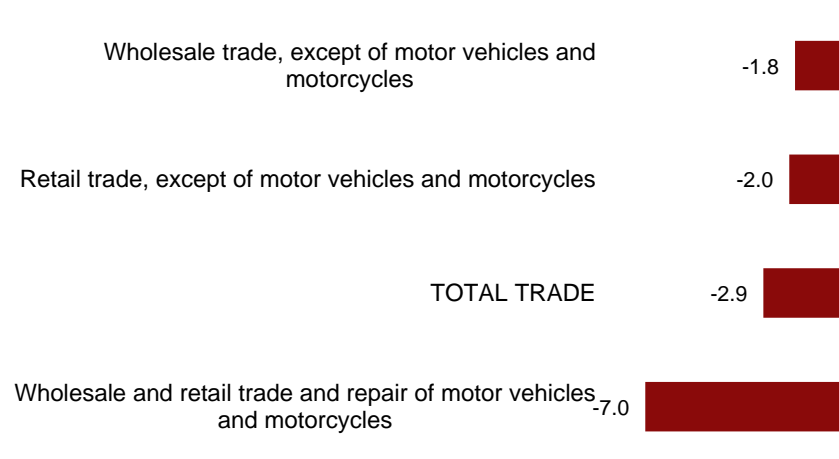 Wholesale trade, except of motor vehicles and
motorcycles
-1.8
Retail trade, except of motor vehicles and motorcycles
-2.0
TOTAL TRADE
-2.9
Wholesale and retail trade and repair of motor vehicles
and motorcycles
-7.0